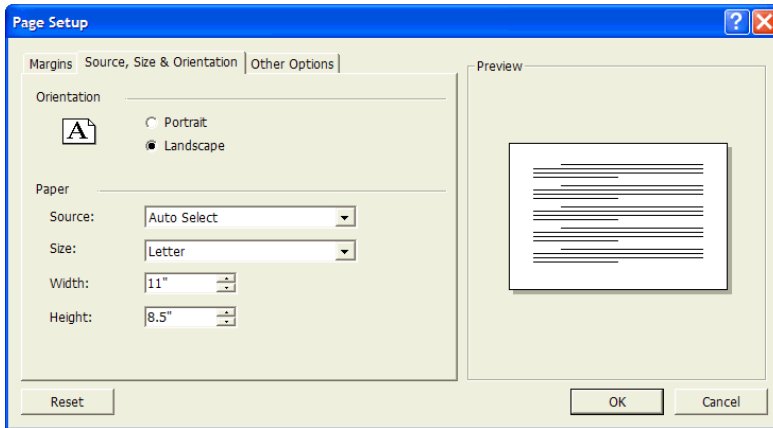 Page Setup
Margins Source, Size & Orientation Other Options
Preview
Orientation
A
Portrait
Landscape
Paper
Source: Auto Select
Size: Letter
Width: 11"
Height: 8.5"
Reset OK Cancel